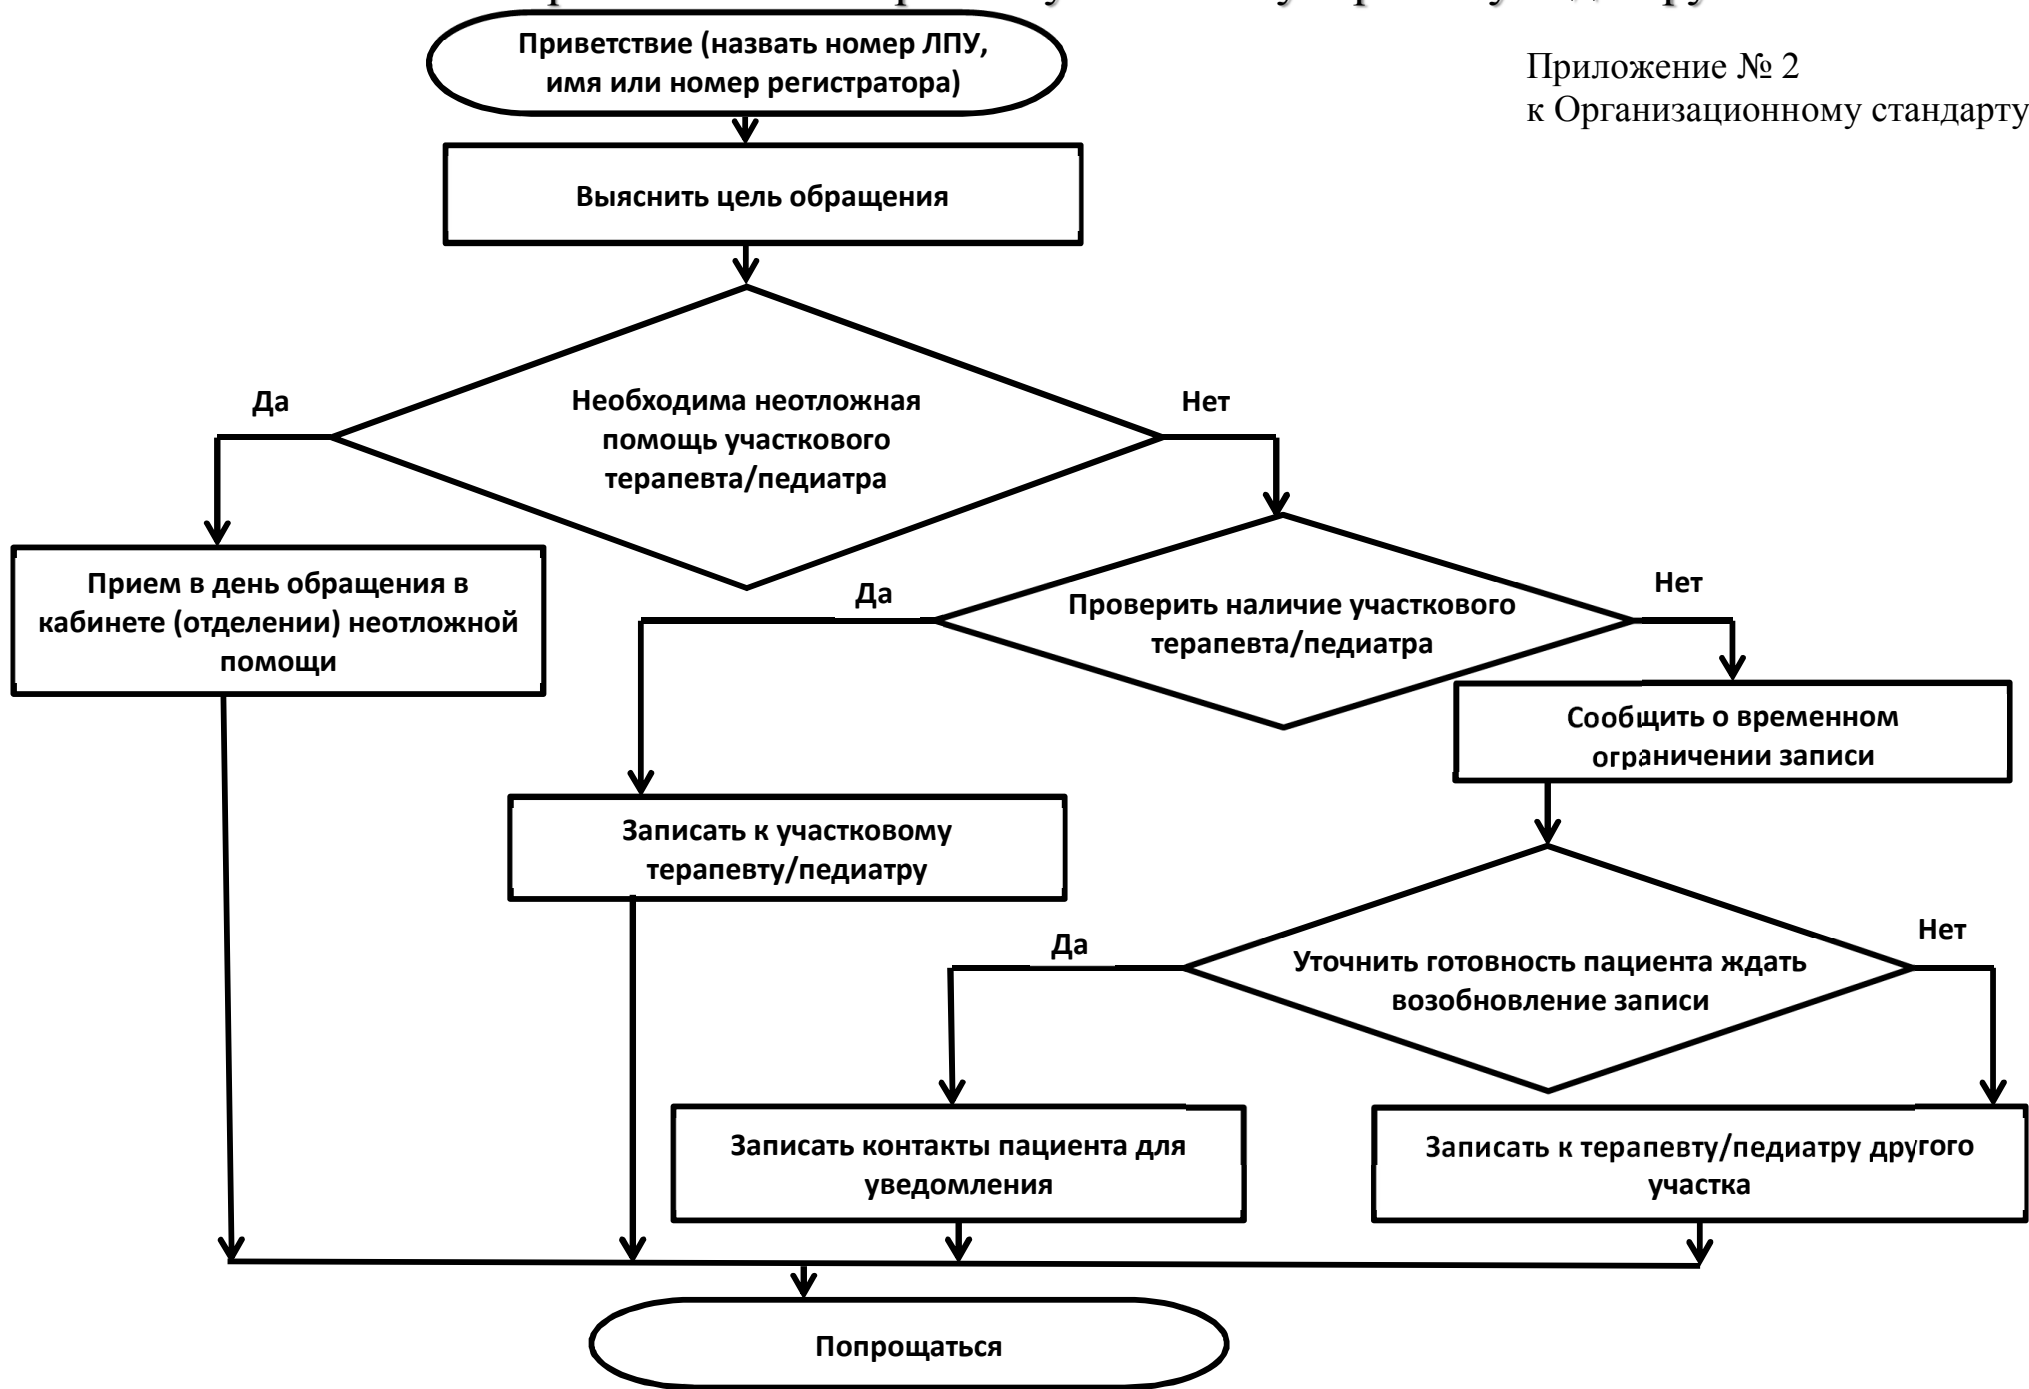 Приветствие (назвать номер ЛПУ,
имя или номер регистратора)
Приложение № 2
к Организационному стандарту
Выяснить цель обращения
Необходима неотложная
помощь участкового
терапевта/педиатра
Да
Нет
Прием в день обращения в
кабинете (отделении) неотложной
помощи
Проверить наличие участкового
терапевта/педиатра
Да
Нет
Сообщить о временном
ограничении записи
Записать к участковому
терапевту/педиатру
Уточнить готовность пациента ждать
возобновление записи
Да
Нет
Записать контакты пациента для
уведомления
Записать к терапевту/педиатру другого
участка
Попрощаться